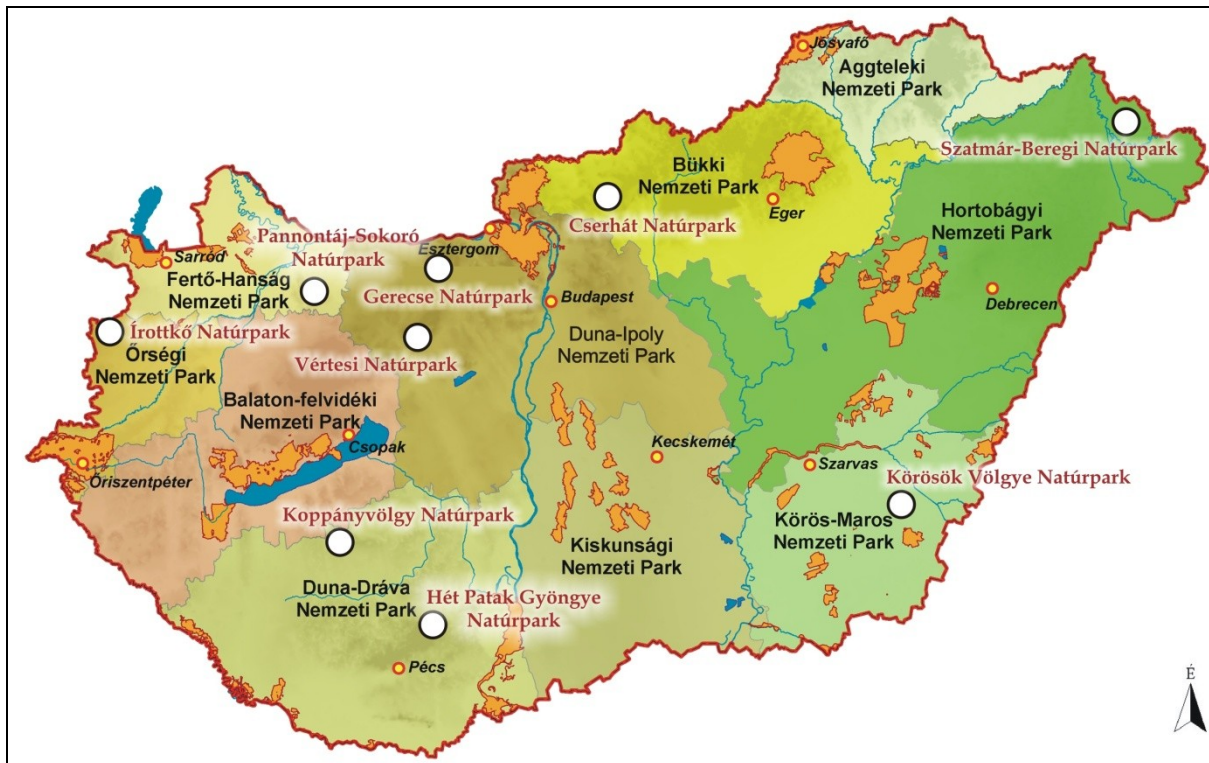 Jósvafő
Aggteleki
Nemzeti Park
Szatmár-Beregi Natúrpark
Bükki
Nemzeti Park
Eger
Cserhát Natúrpark
Hortobágyi
Nemzeti Park
Debrecen
Pannontáj-Sokoró
Natúrpark
Esztergom
Sarród
Fertő-Hanság
Nemzeti Park
Gerecse Natúrpark
Budapest
Írottkő Natúrpark
Őrségi
Nemzeti Park
Vértesi Natúrpark
Duna-Ipoly
Nemzeti Park
Balaton-felvidéki
Nemzeti Park
Csopak
Kecskemét
Őriszentpéter
Szarvas
Körösök Völgye Natúrpark
Koppányvölgy Natúrpark
Körös-Maros
Nemzeti Park
Kiskunsági
Nemzeti Park
Duna-Dráva
Nemzeti Park
Hét Patak Gyöngye
Natúrpark
Pécs
É